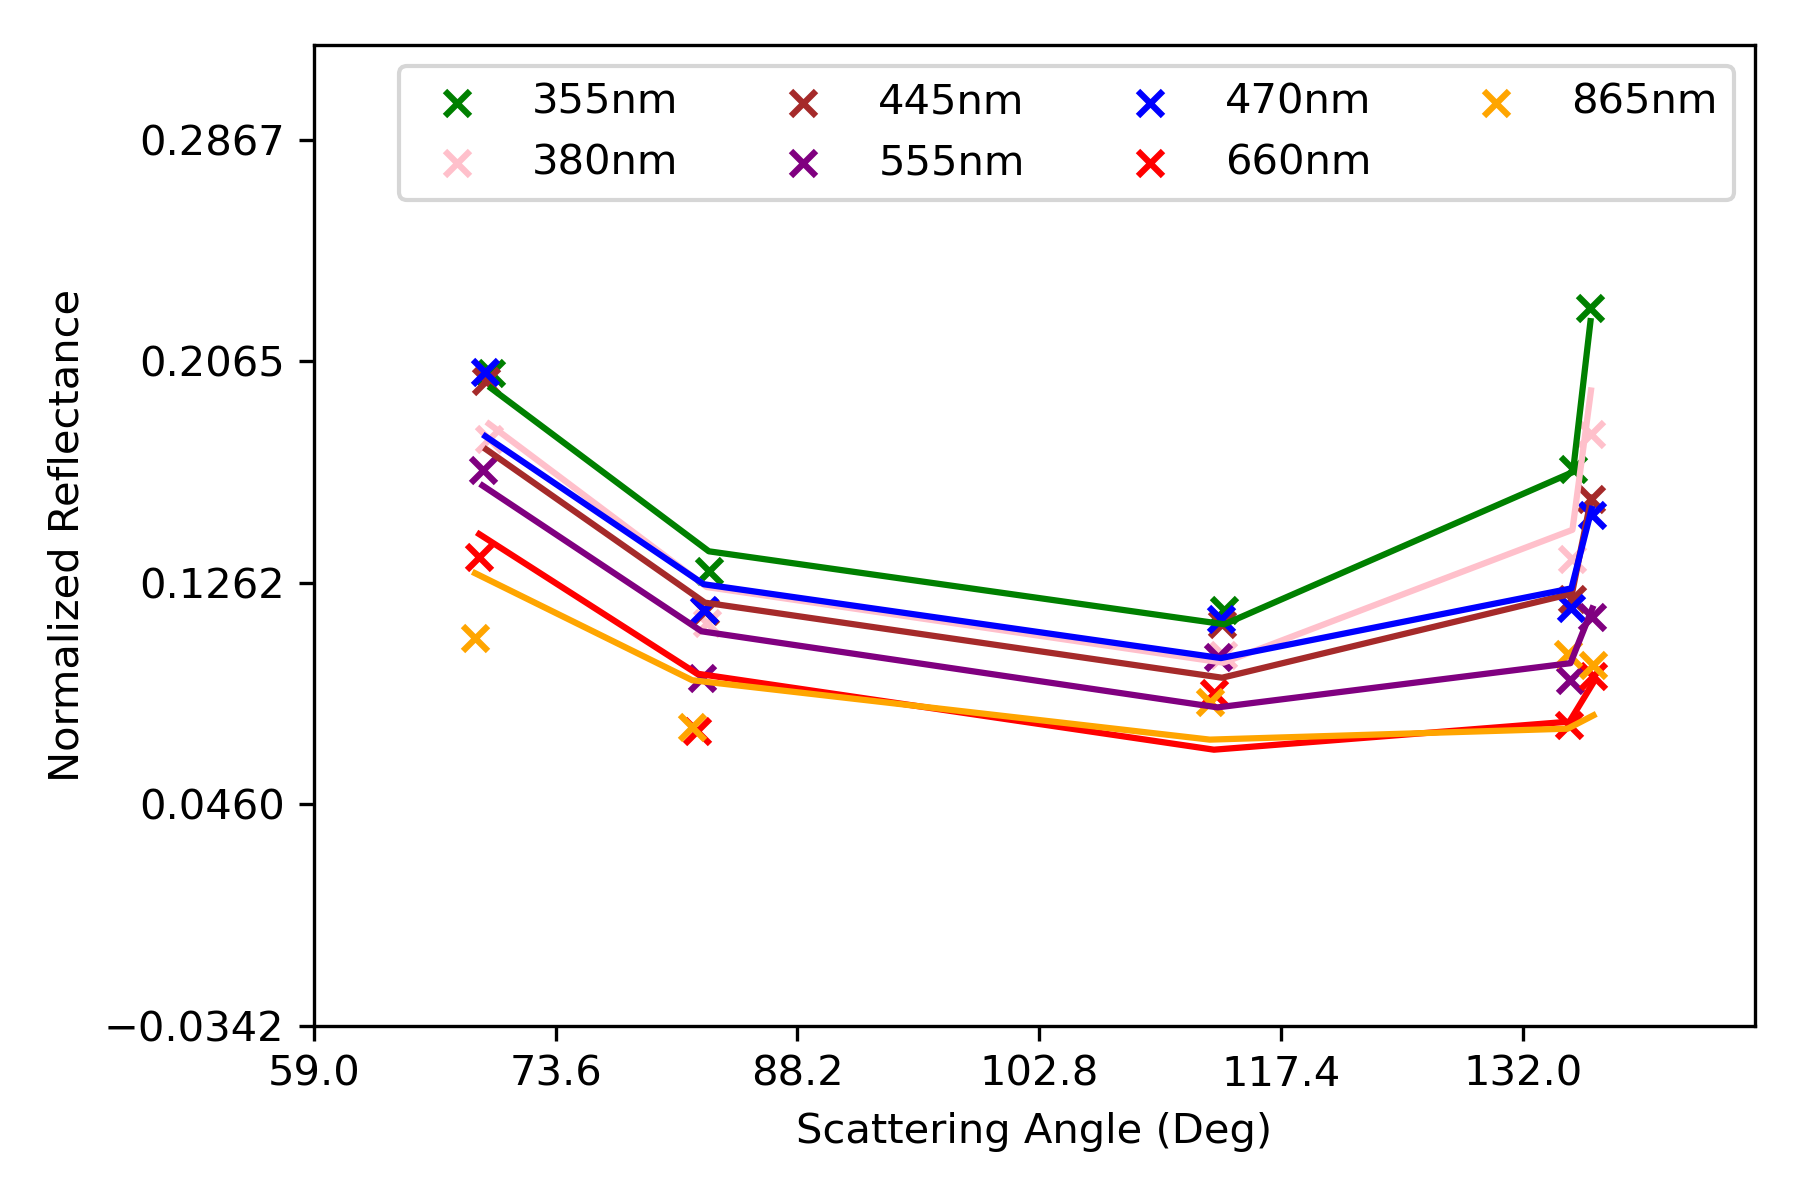 355nm 445nm 470nm 865nm
380nm 555nm 660nm
0.2867
0.2065
0.1262
0.0460
−0.0342
Normalized Reflectance
59.0 73.6 88.2 102.8 117.4 132.0
Scattering Angle (Deg)